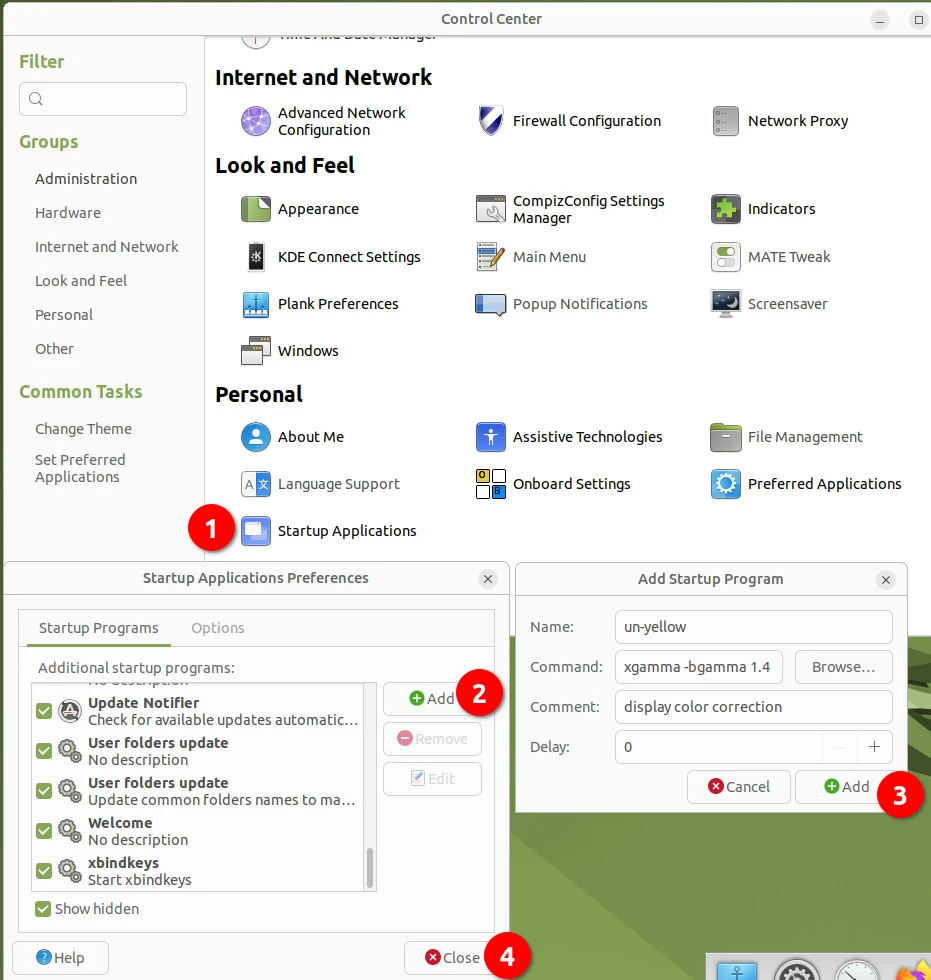 Control Center
Filter
Groups
Administration
Hardware
Internet and Network
Look and Feel
Personal
Other
Common Tasks
Change Theme
Set Preferred
Applications
Time And Date Manager
Internet and Network
Advanced Network
Configuration
Firewall Configuration
Network Proxy
Look and Feel
Appearance
CompizConfig Settings
Manager
Indicators
KDE Connect Settings
Main Menu
MATE Tweak
Plank Preferences
Popup Notifications
Screensaver
Windows
Personal
About Me
Assistive Technologies
File Management
Language Support
Onboard Settings
Preferred Applications
1
Startup Applications
Startup Applications Preferences
Startup Programs
Options
Additional startup programs:
No description
Update Notifier
Check for available updates automatic...
User folders update
No description
User folders update
Update common folders names to ma...
Welcome
No description
xbindkeys
Start xbindkeys
Show hidden
Add
2
Remove
Edit
Help
Close
4
Add Startup Program
Name:
un-yellow
Command:
xgamma -bgamma 1.4
Browse...
Comment:
display color correction
Delay:
0
Cancel
Add
3